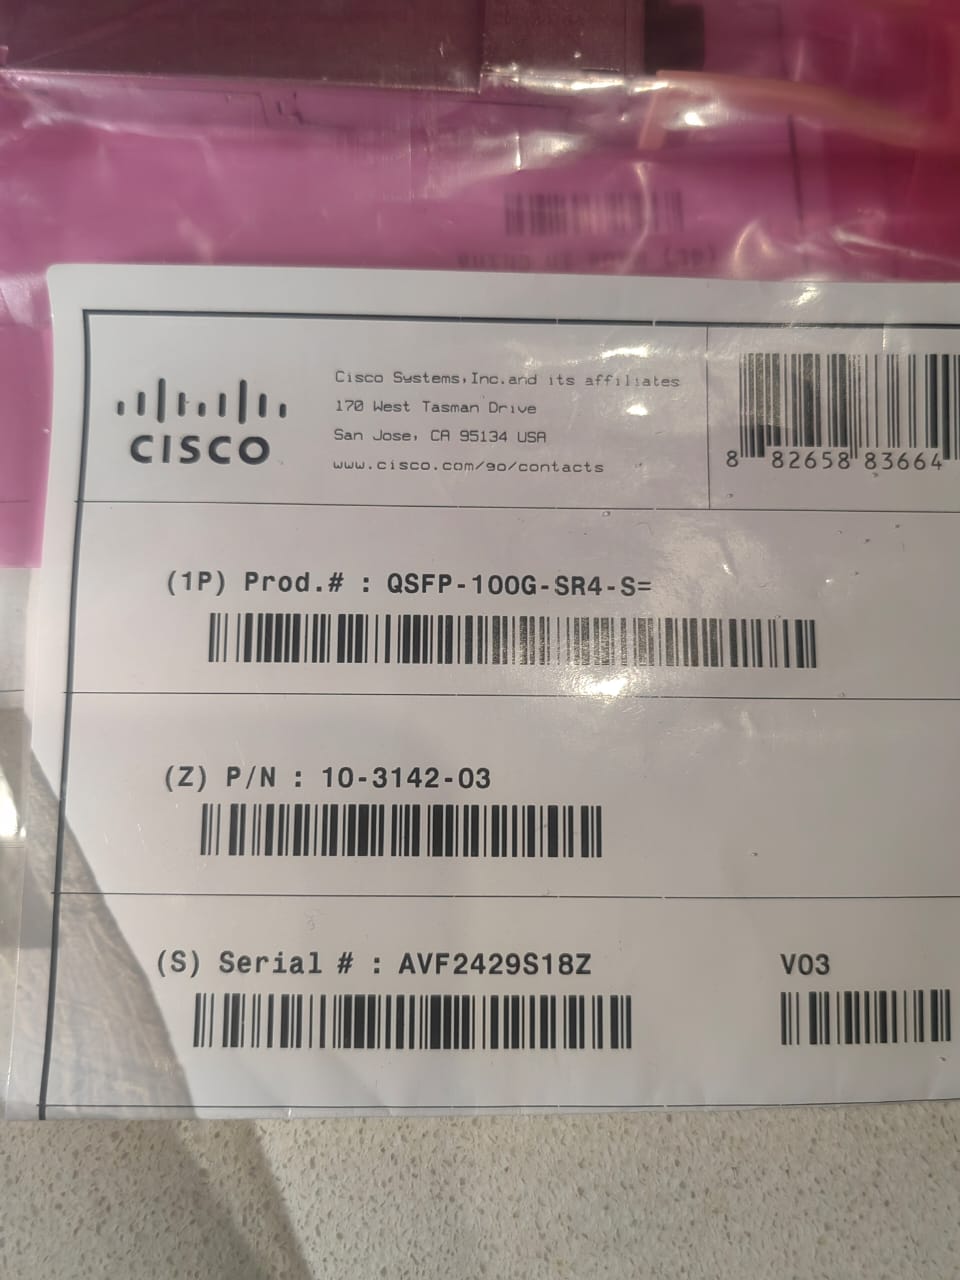 CISCO
Cisco Systems,Inc.and its affiliates
170 West Tasman Drive
San Jose, CA 95134 USA
www.cisco.com/go/contacts
8 82658 83664
(1P) Prod.# : QSFP-100G-SR4-S=
(Z) P/N : 10-3142-03
(S) Serial # : AVF2429S18Z
V03